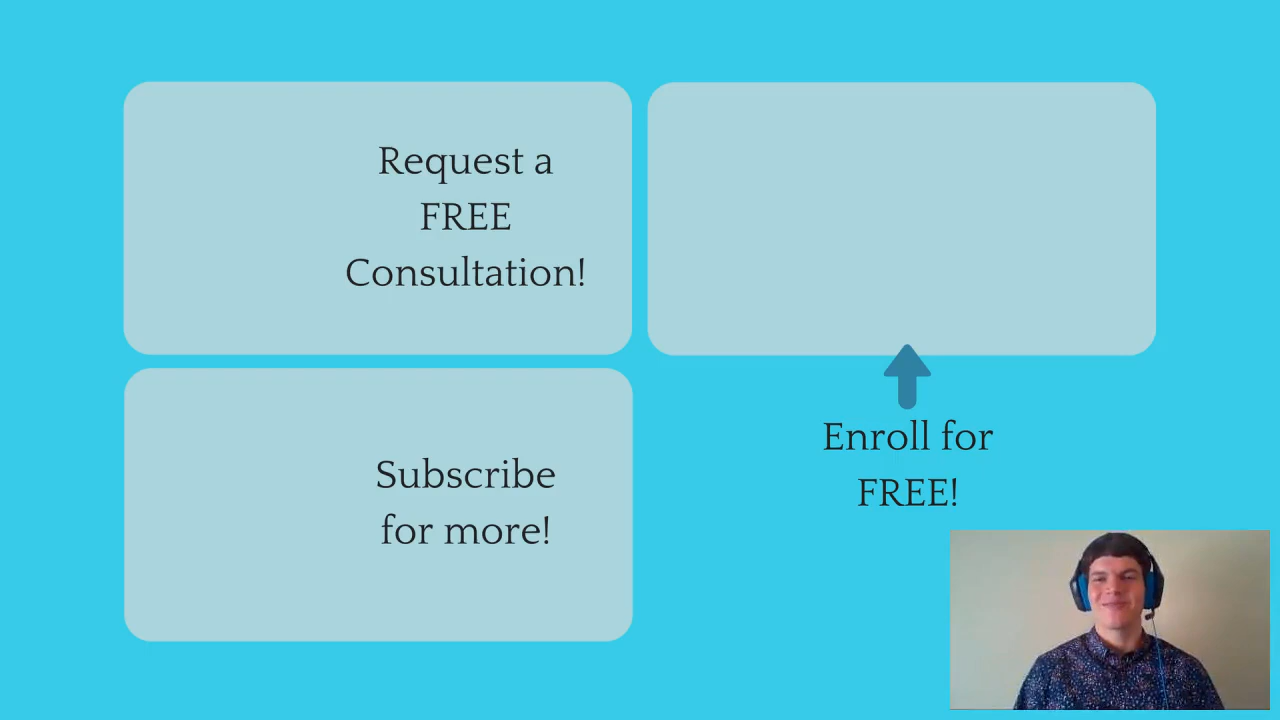 Request a
FREE
Consultation!
Subscribe
for more!
Enroll for
FREE!